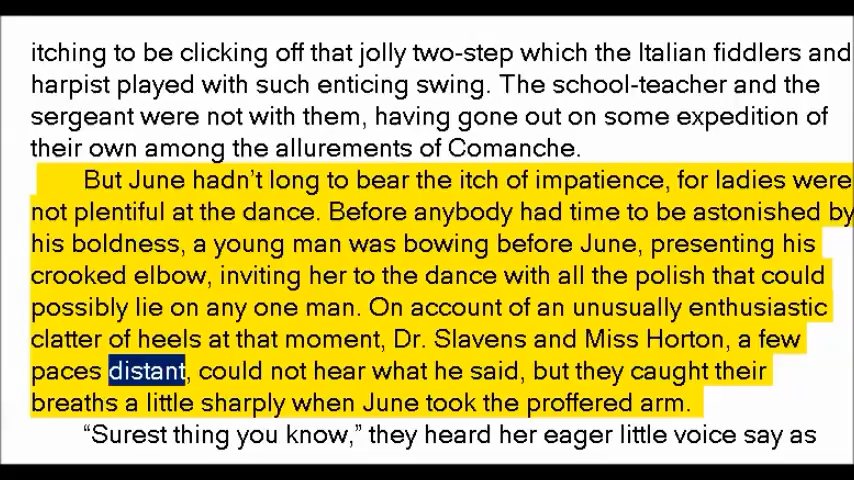 itching to be clicking off that jolly two-step which the Italian fiddlers and
harpist played with such enticing swing. The school-teacher and the
sergeant were not with them, having gone out on some expedition of
their own among the allurements of Comanche.
But June hadn’t long to bear the itch of impatience, for ladies were
not plentiful at the dance. Before anybody had time to be astonished by
his boldness, a young man was bowing before June, presenting his
crooked elbow, inviting her to the dance with all the polish that could
possibly lie on any one man. On account of an unusually enthusiastic
clatter of heels at that moment, Dr. Slavens and Miss Horton, a few
paces distant, could not hear what he said, but they caught their
breaths a little sharply when June took the proffered arm.
“Surest thing you know,” they heard her eager little voice say as